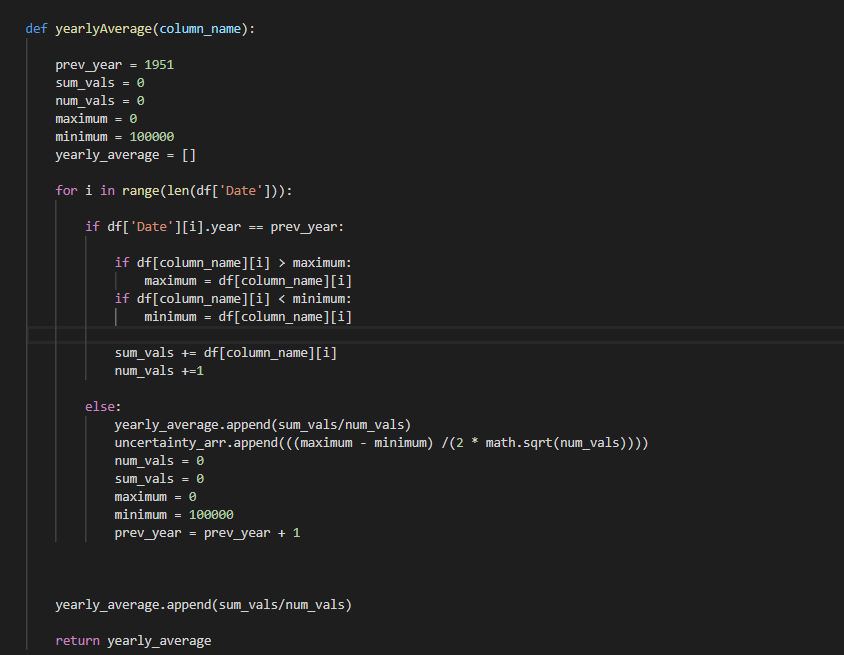 def yearlyAverage(column_name):
prev_year = 1951
sum_vals = 0
num_vals = 0
maximum = 0
minimum = 100000
yearly_average = []
for i in range(len(df['Date'])):
if df['Date'][i].year == prev_year:
if df[column_name][i] > maximum:
maximum = df[column_name][i]
if df[column_name][i] < minimum:
minimum = df[column_name][i]
sum_vals += df[column_name][i]
num_vals +=1
else:
yearly_average.append(sum_vals/num_vals)
uncertainty_arr.append(((maximum - minimum) /(2 * math.sqrt(num_vals))))
num_vals = 0
sum_vals = 0
maximum = 0
minimum = 100000
prev_year = prev_year + 1
yearly_average.append(sum_vals/num_vals)
return yearly_average